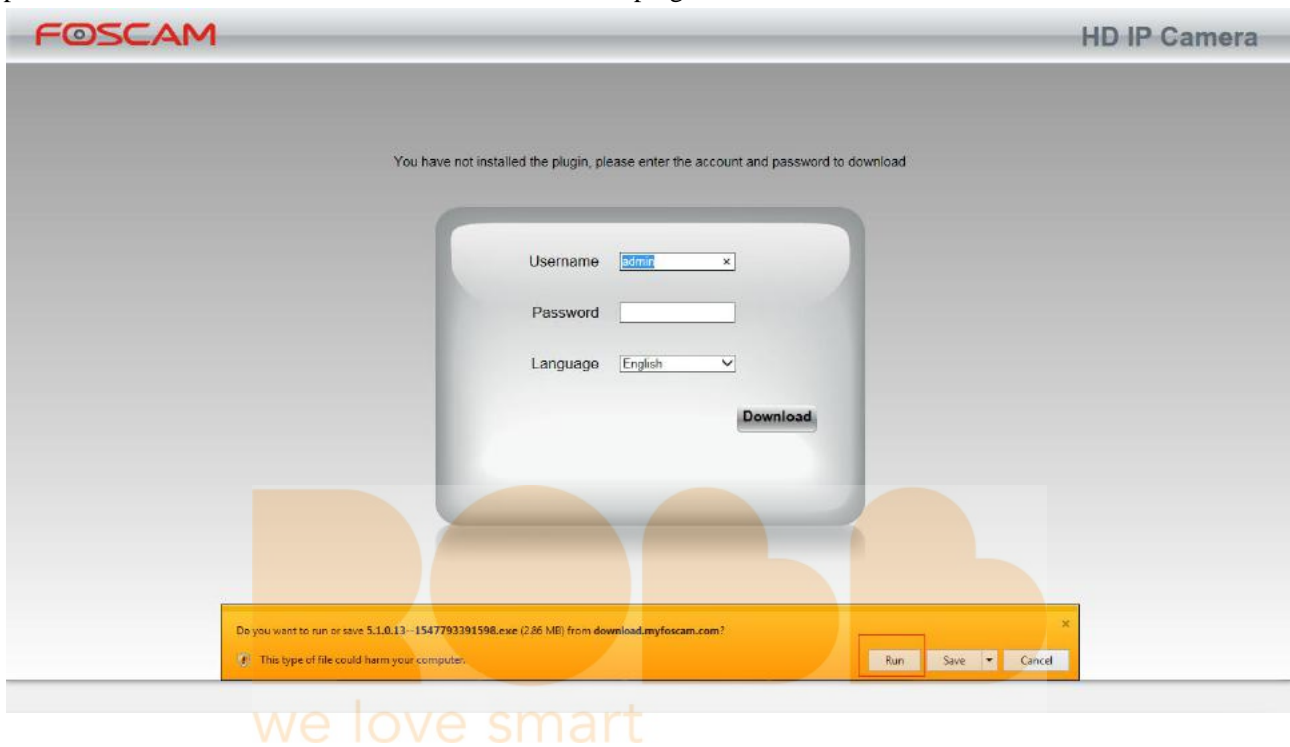 FOSCAM
HD IP Camera
You have not installed the plugin, please enter the account and password to download
Username admin ×
Password
Language English
Download
Do you want to run or save 5.1.0.13--1547793391598.exe (2.86 MB) from download.myfoscam.com? ×
This type of file could harm your computer.
Run Save Cancel
ROBB
we love smart